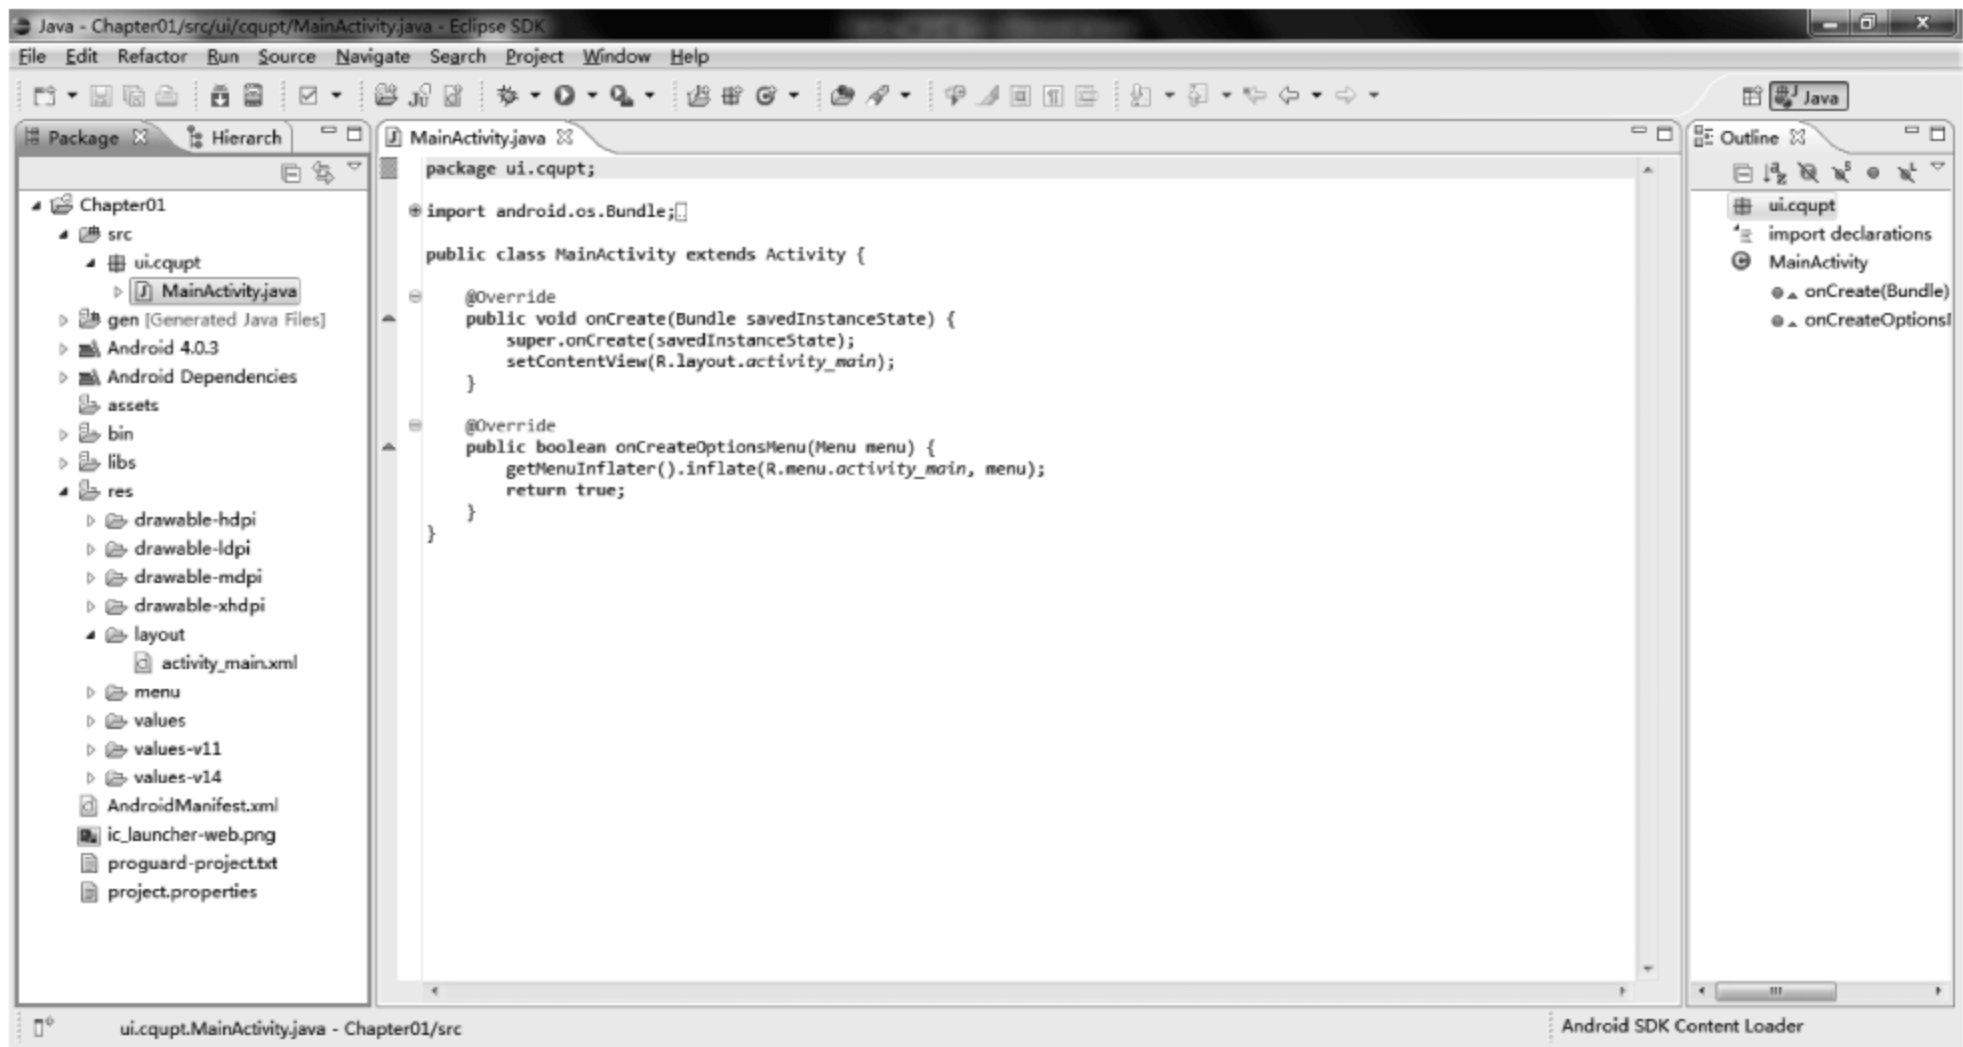 Java - Chapter01/src/ui/cqupt/MainActivity.java - Eclipse SDK
File Edit Refactor Run Source Navigate Search Project Window Help
Java
Package Hierarch
Chapter01
src
ui.cqupt
MainActivity.java
gen [Generated Java Files]
Android 4.0.3
Android Dependencies
assets
bin
libs
res
drawable-hdpi
drawable-ldpi
drawable-mdpi
drawable-xhdpi
layout
activity_main.xml
menu
values
values-v11
values-v14
AndroidManifest.xml
ic_launcher-web.png
proguard-project.txt
project.properties
MainActivity.java
package ui.cqupt;
import android.os.Bundle;
public class MainActivity extends Activity {
@Override
public void onCreate(Bundle savedInstanceState) {
super.onCreate(savedInstanceState);
setContentView(R.layout.activity_main);
}
@Override
public boolean onCreateOptionsMenu(Menu menu) {
getMenuInflater().inflate(R.menu.activity_main, menu);
return true;
}
}
Outline
ui.cqupt
import declarations
MainActivity
onCreate(Bundle)
onCreateOptions
ui.cqupt.MainActivity.java - Chapter01/src
Android SDK Content Loader